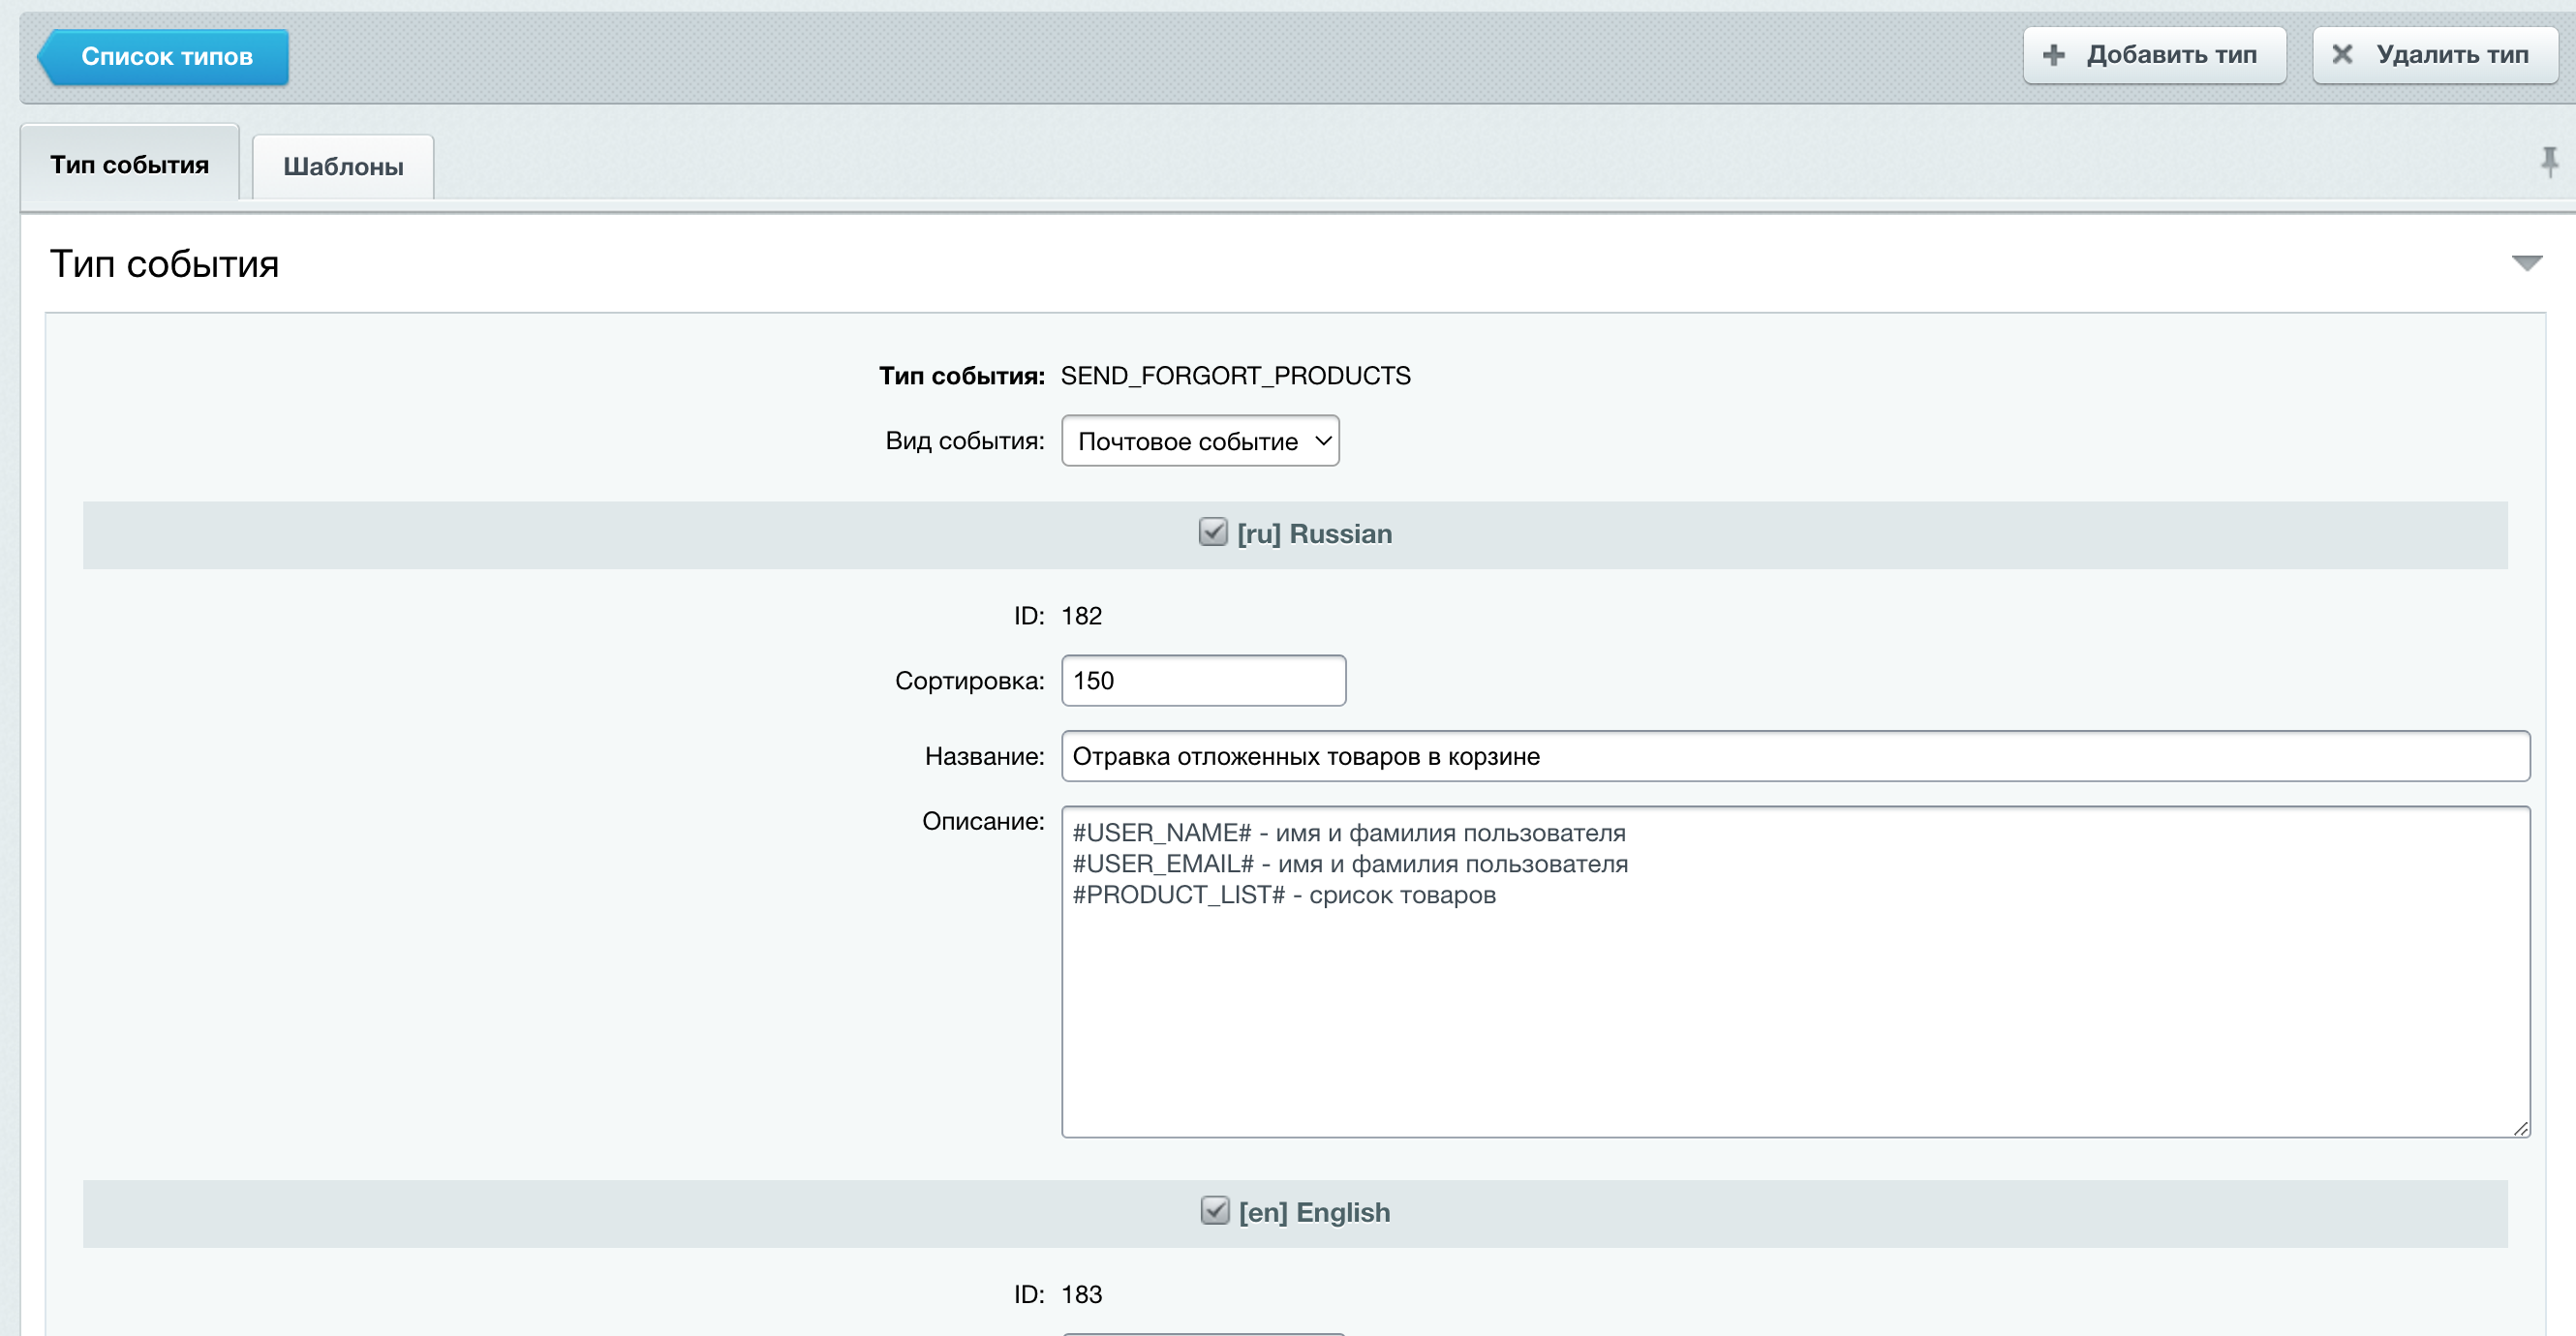 Список типов
Добавить тип
Удалить тип
Тип события
Шаблоны
Тип события
Тип события: SEND_FORGORT_PRODUCTS
Вид события: Почтовое событие
[ru] Russian
ID: 182
Сортировка: 150
Название: Отравка отложенных товаров в корзине
Описание: #USER_NAME# - имя и фамилия пользователя
#USER_EMAIL# - имя и фамилия пользователя
#PRODUCT_LIST# - срисок товаров
[en] English
ID: 183